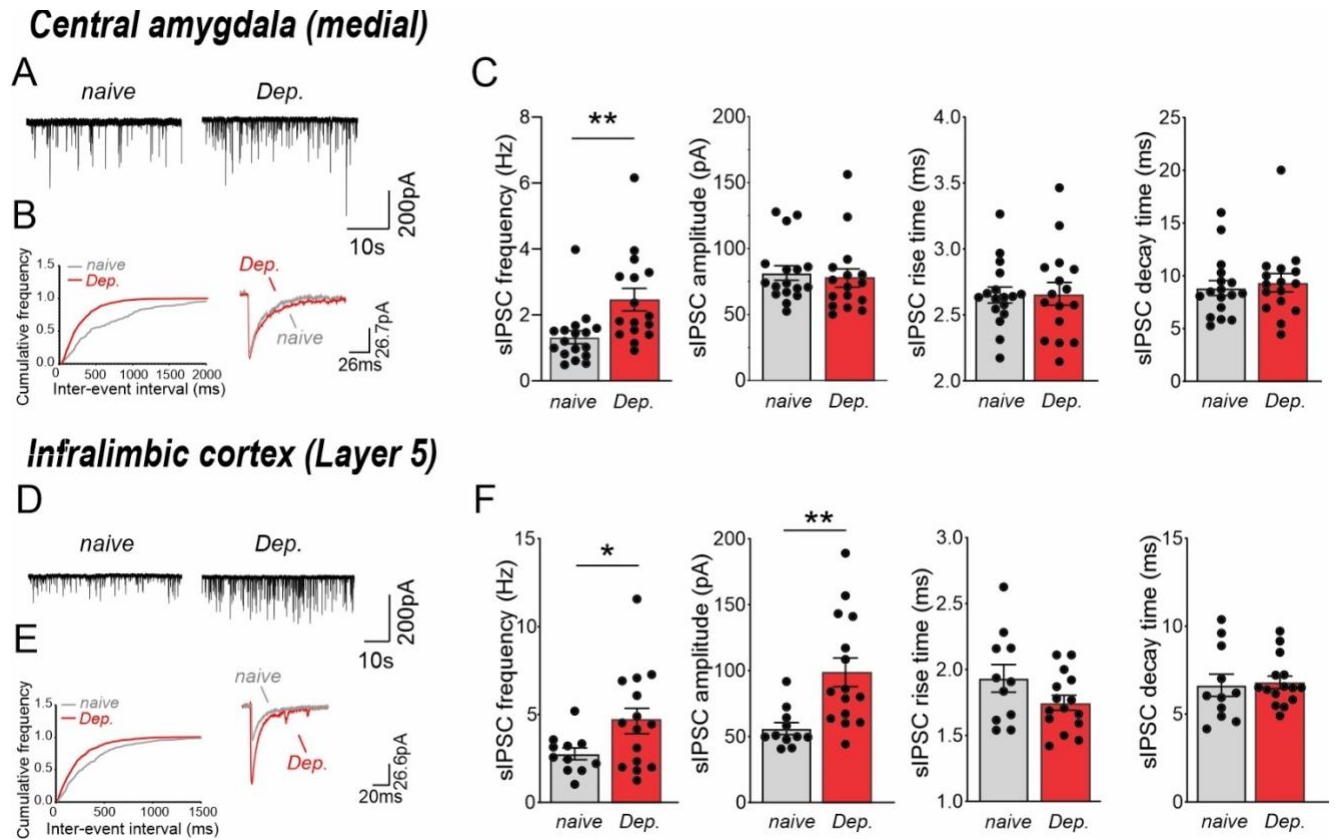 Central amygdala (medial)
A
naive
Dep.
200pA
10s
B
Cumulative frequency
1.5
1.0
0.5
0.0
naive
Dep.
0
500
1000
1500
2000
Inter-event interval (ms)
Dep.
naive
26.7pA
26ms
C
sIPSC frequency (Hz)
8
6
4
2
0
**
naive
Dep.
sIPSC amplitude (pA)
200
150
100
50
0
naive
Dep.
sIPSC rise time (ms)
4.0
3.5
3.0
2.5
2.0
naive
Dep.
sIPSC decay time (ms)
25
20
15
10
5
0
naive
Dep.
Infralimbic cortex (Layer 5)
D
naive
Dep.
200pA
10s
E
Cumulative frequency
1.5
1.0
0.5
0.0
naive
Dep.
0
500
1000
1500
Inter-event interval (ms)
naive
Dep.
26.6pA
20ms
F
sIPSC frequency (Hz)
15
10
5
0
*
naive
Dep.
sIPSC amplitude (pA)
200
150
100
50
0
**
naive
Dep.
sIPSC rise time (ms)
3.0
2.5
2.0
1.5
1.0
naive
Dep.
sIPSC decay time (ms)
15
10
5
0
naive
Dep.